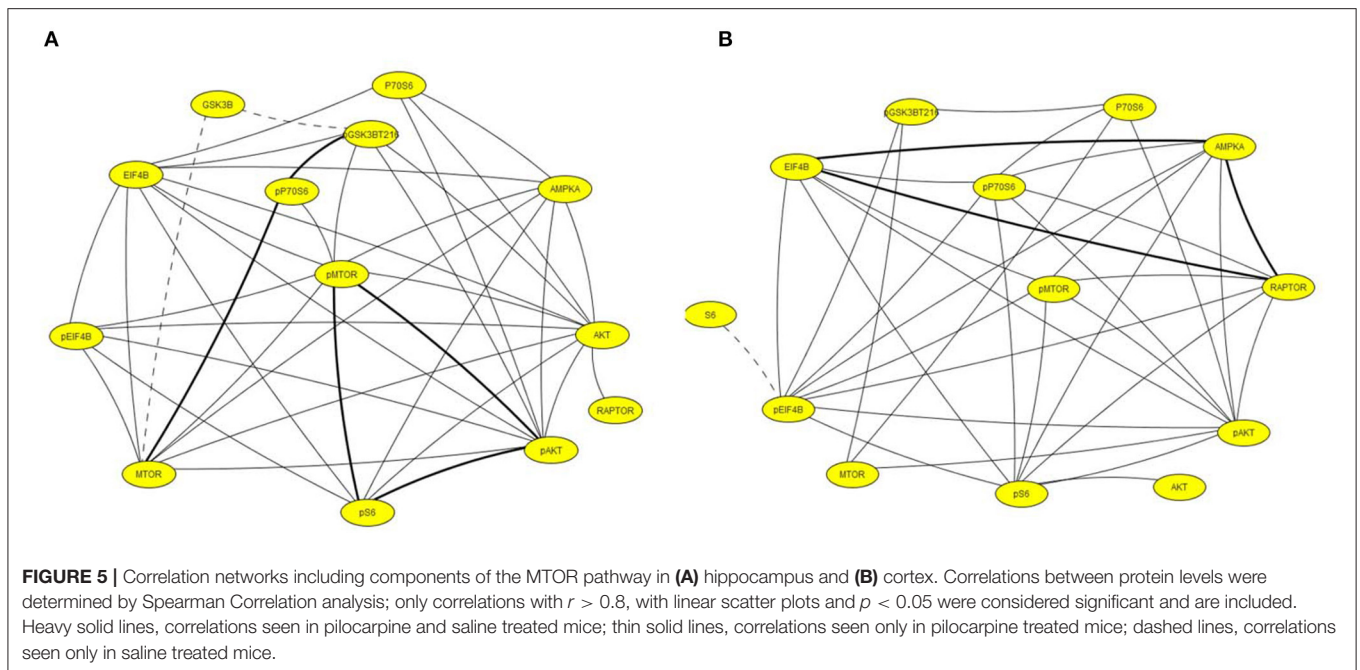 A
B
GSK3B
P70S6
pGSK3BT216
EIF4B
pP70S6
AMPKA
pMTOR
pEIF4B
AKT
RAPTOR
MTOR
pAKT
pS6
pGSK3BT216
P70S6
AMPKA
EIF4B
pP70S6
pMTOR
RAPTOR
S6
pEIF4B
pAKT
MTOR
pS6
AKT
FIGURE 5 | Correlation networks including components of the MTOR pathway in (A) hippocampus and (B) cortex. Correlations between protein levels were
determined by Spearman Correlation analysis; only correlations with r > 0.8, with linear scatter plots and p < 0.05 were considered significant and are included.
Heavy solid lines, correlations seen in pilocarpine and saline treated mice; thin solid lines, correlations seen only in pilocarpine treated mice; dashed lines, correlations
seen only in saline treated mice.